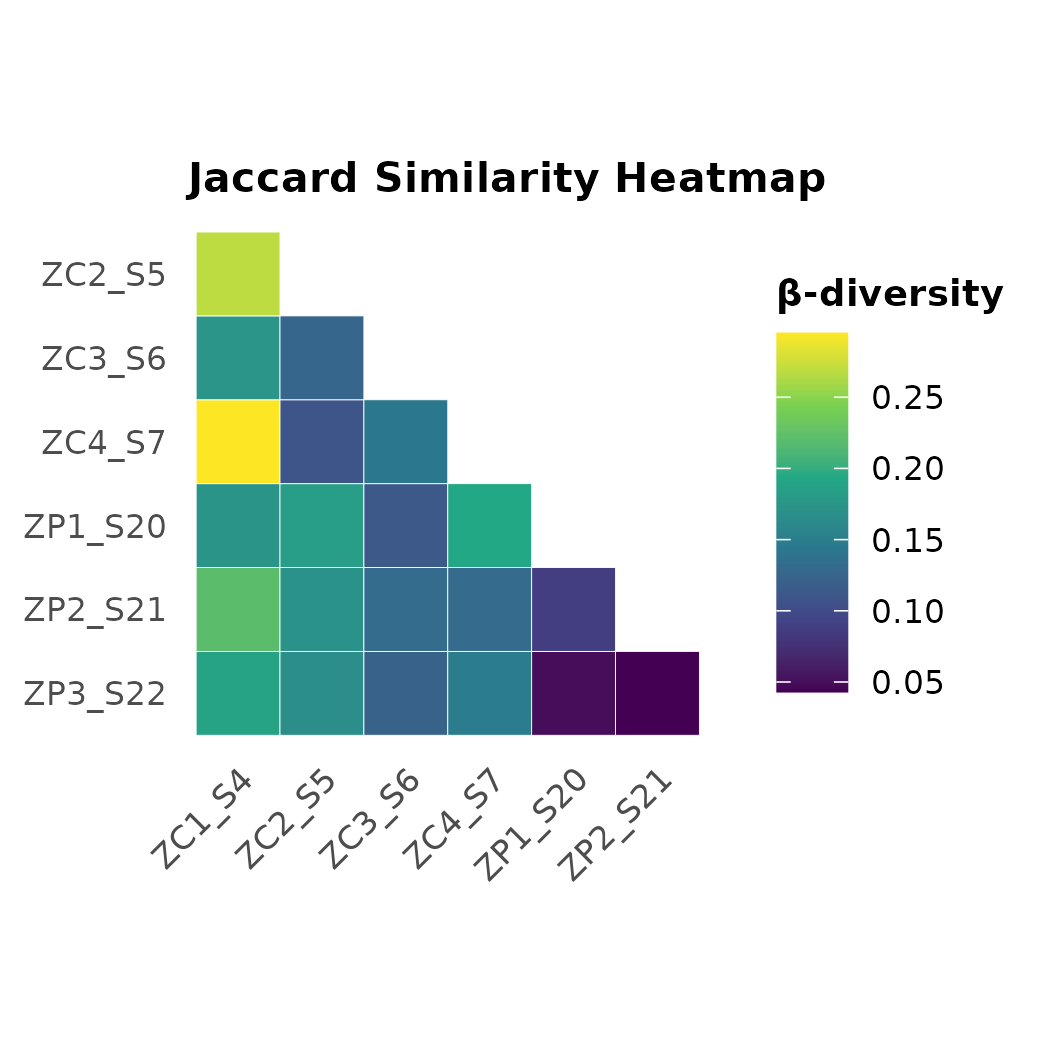 Jaccard Similarity Heatmap
ZC2_S5
ZC3_S6
ZC4_S7
ZP1_S20
ZP2_S21
ZP3_S22
ZC1_S4
ZC2_S5
ZC3_S6
ZC4_S7
ZP1_S20
ZP2_S21
β-diversity
0.25
0.20
0.15
0.10
0.05